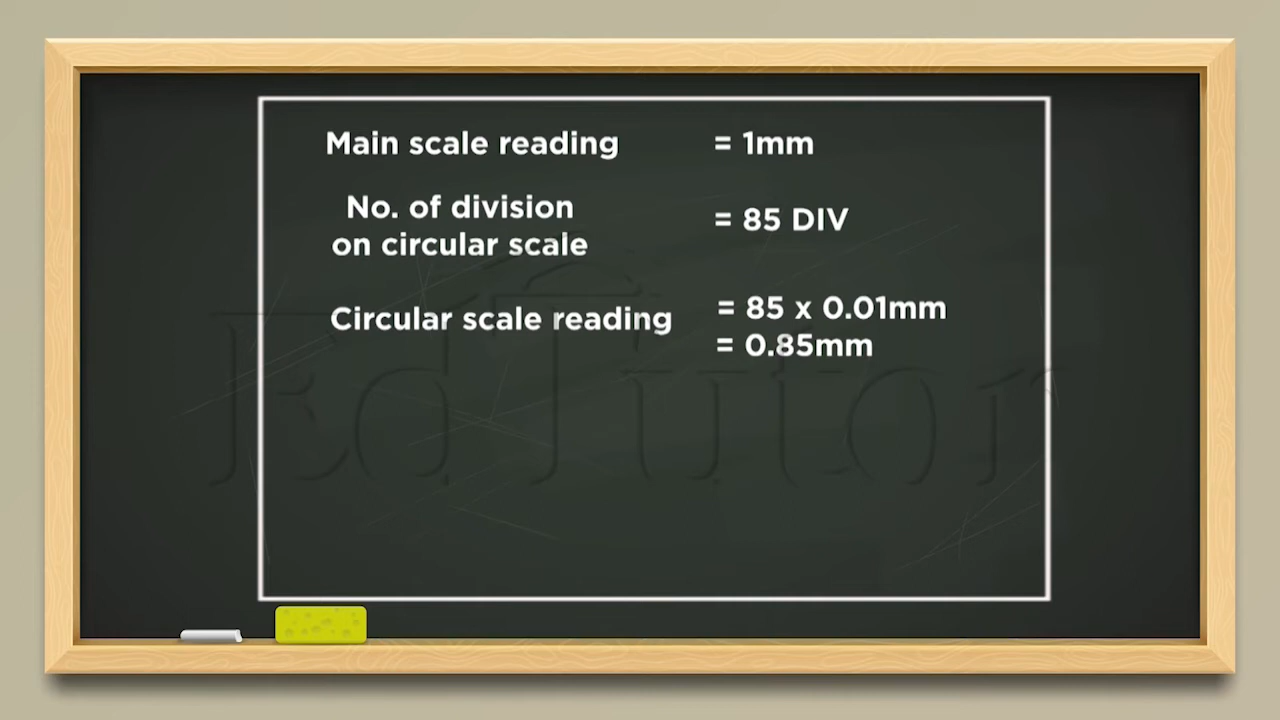 Main scale reading = 1mm
No. of division
on circular scale = 85 DIV
Circular scale reading = 85 x 0.01mm
= 0.85mm
EdTutor